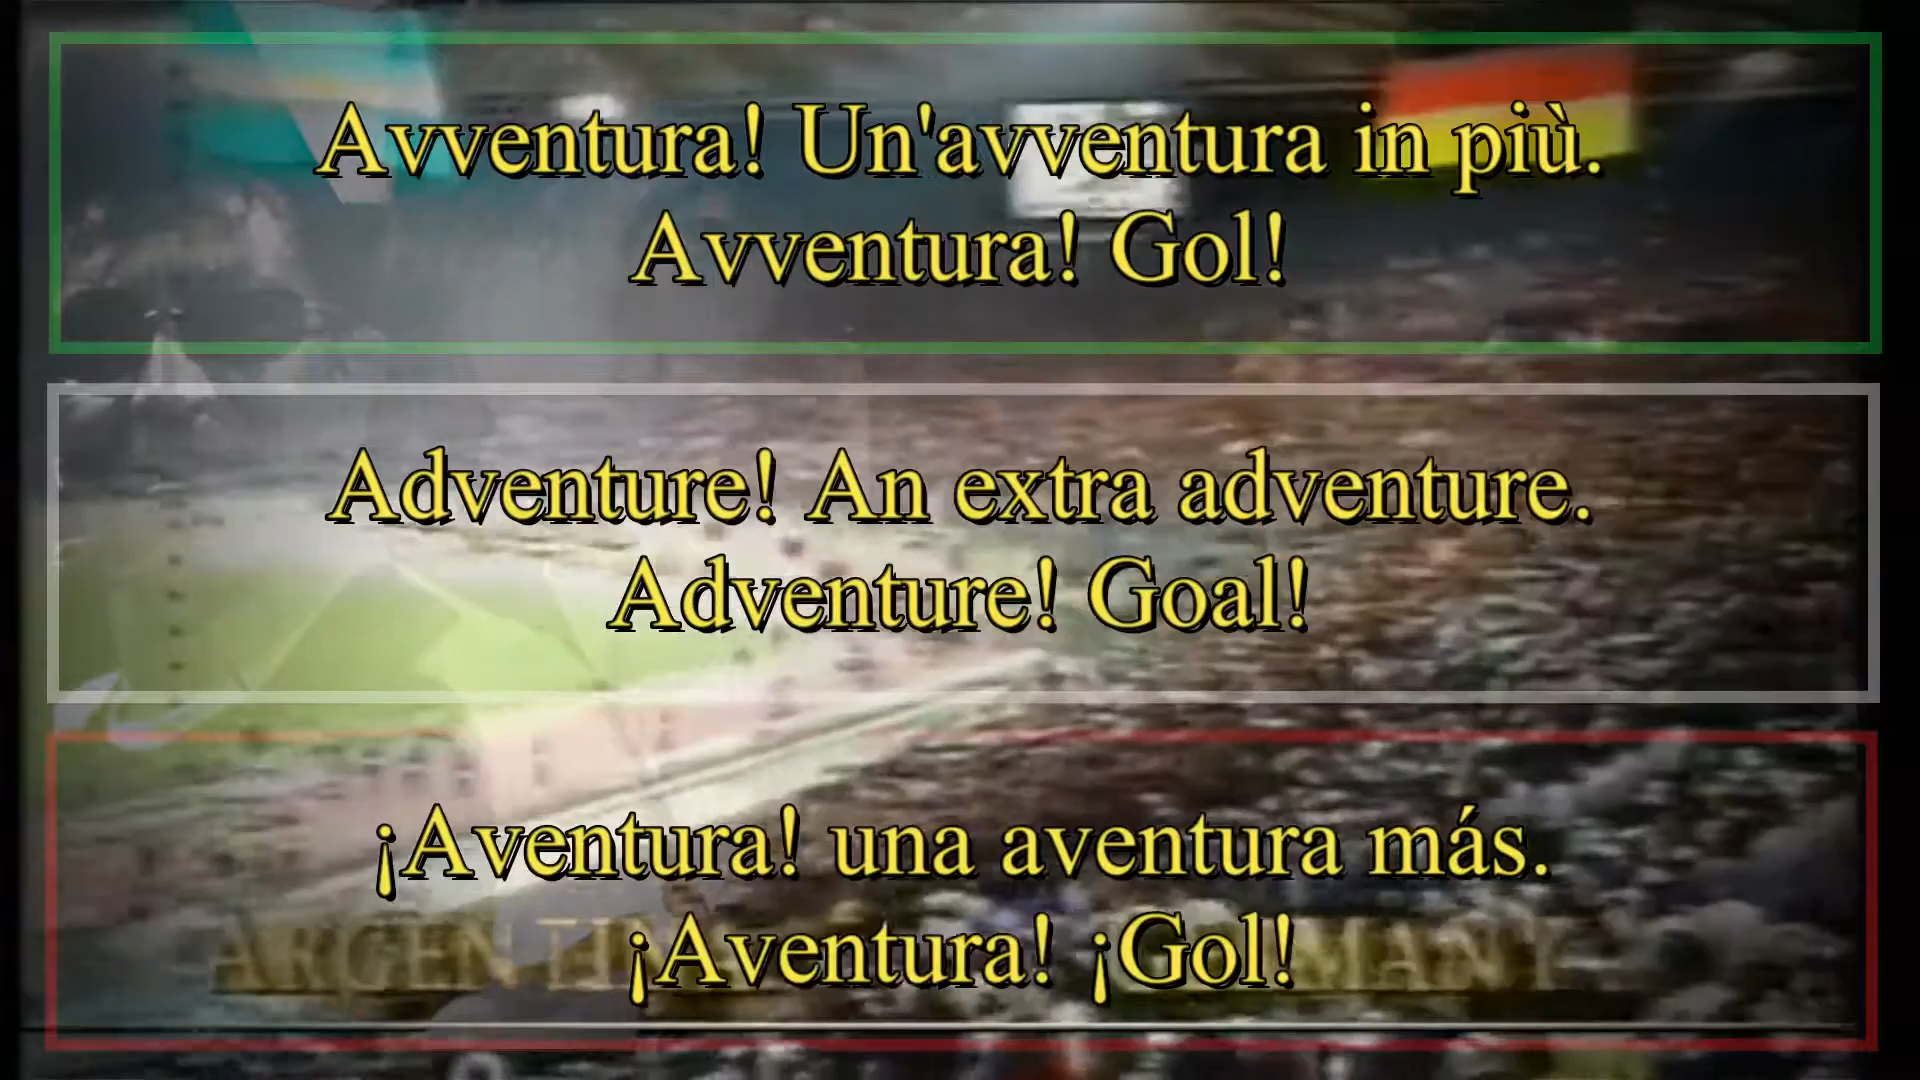 Avventura! Un'avventura in più.
Avventura! Gol!
Adventure! An extra adventure.
Adventure! Goal!
¡Aventura! una aventura más.
¡Aventura! ¡Gol!